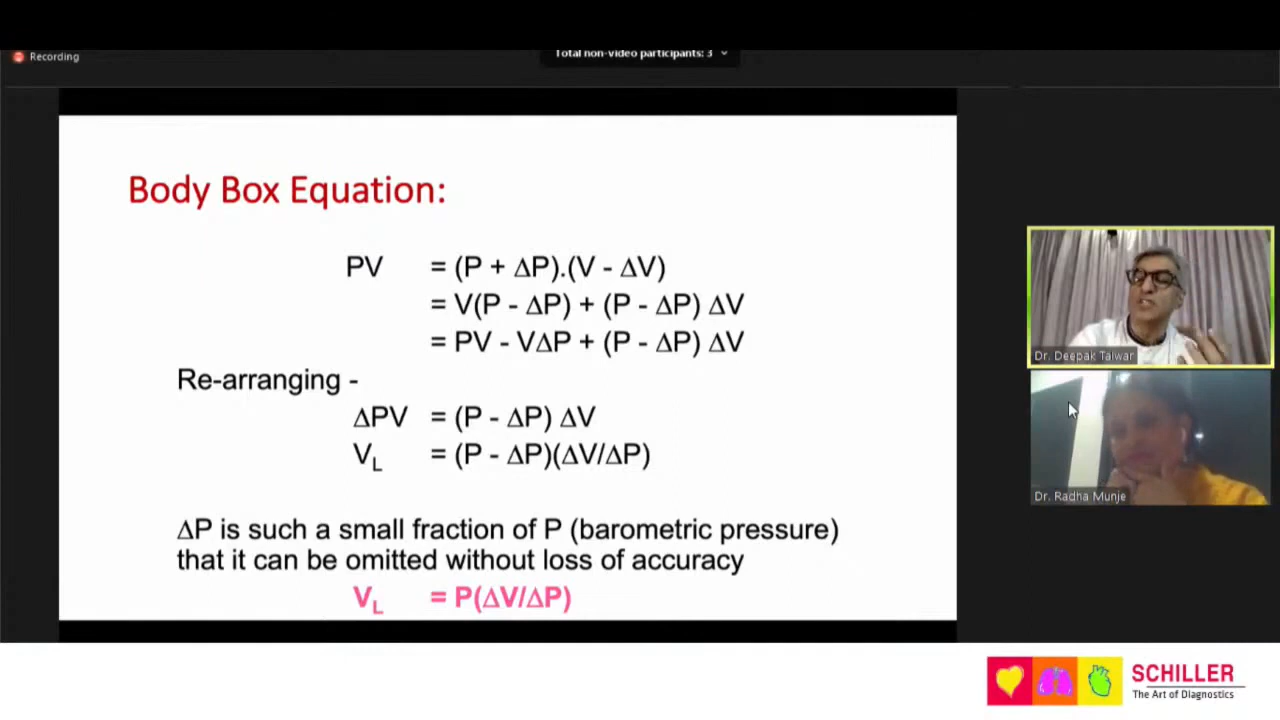 Recording
Total non-video participants: 3
Body Box Equation:
PV = (P + ΔP).(V - ΔV)
= V(P - ΔP) + (P - ΔP) ΔV
= PV - VΔP + (P - ΔP) ΔV
Re-arranging -
ΔPV = (P - ΔP) ΔV
V_L = (P - ΔP)(ΔV/ΔP)
ΔP is such a small fraction of P (barometric pressure)
that it can be omitted without loss of accuracy
V_L = P(ΔV/ΔP)
Dr. Deepak Talwar
Dr. Radha Munje
SCHILLER
The Art of Diagnostics